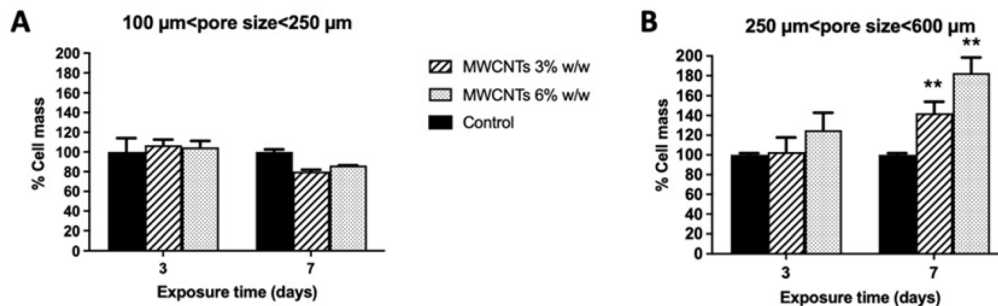 A
100 µm<pore size<250 µm
% Cell mass
200
180
160
140
120
100
80
60
40
20
0
3
7
Exposure time (days)
MWCNTs 3% w/w
MWCNTs 6% w/w
Control
B
250 µm<pore size<600 µm
% Cell mass
200
180
160
140
120
100
80
60
40
20
0
**
**
3
7
Exposure time (days)